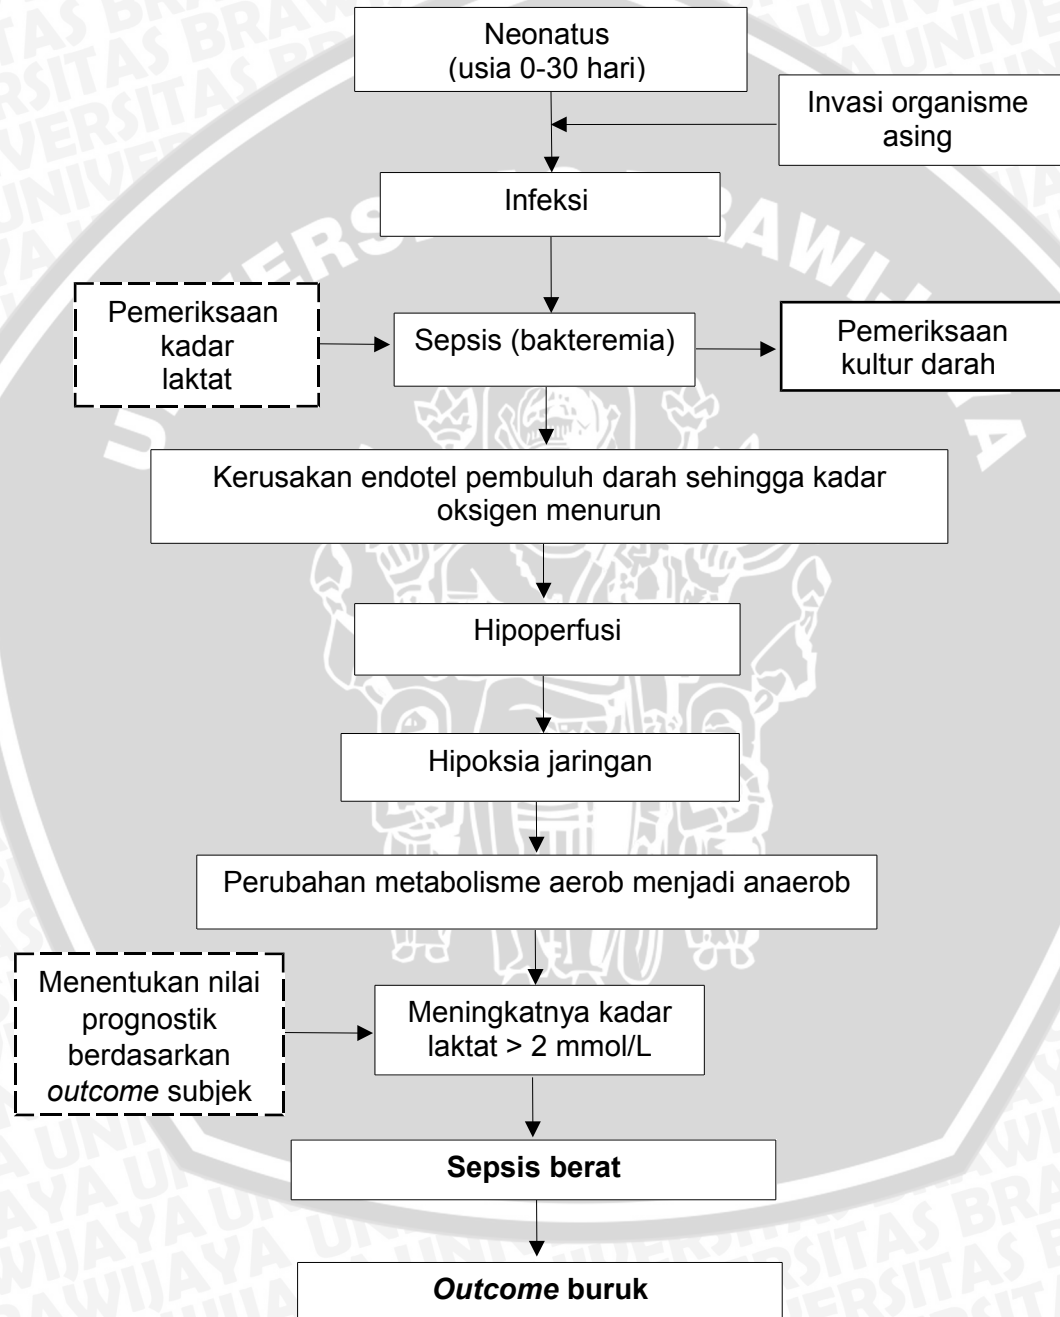 Neonatus
(usia 0-30 hari)
Invasi organisme
asing
Infeksi
Pemeriksaan
kadar
laktat
Sepsis (bakteremia)
Pemeriksaan
kultur darah
Kerusakan endotel pembuluh darah sehingga kadar
oksigen menurun
Hipoperfusi
Hipoksia jaringan
Perubahan metabolisme aerob menjadi anaerob
Menentukan nilai
prognostik
berdasarkan
outcome subjek
Meningkatnya kadar
laktat > 2 mmol/L
Sepsis berat
Outcome buruk